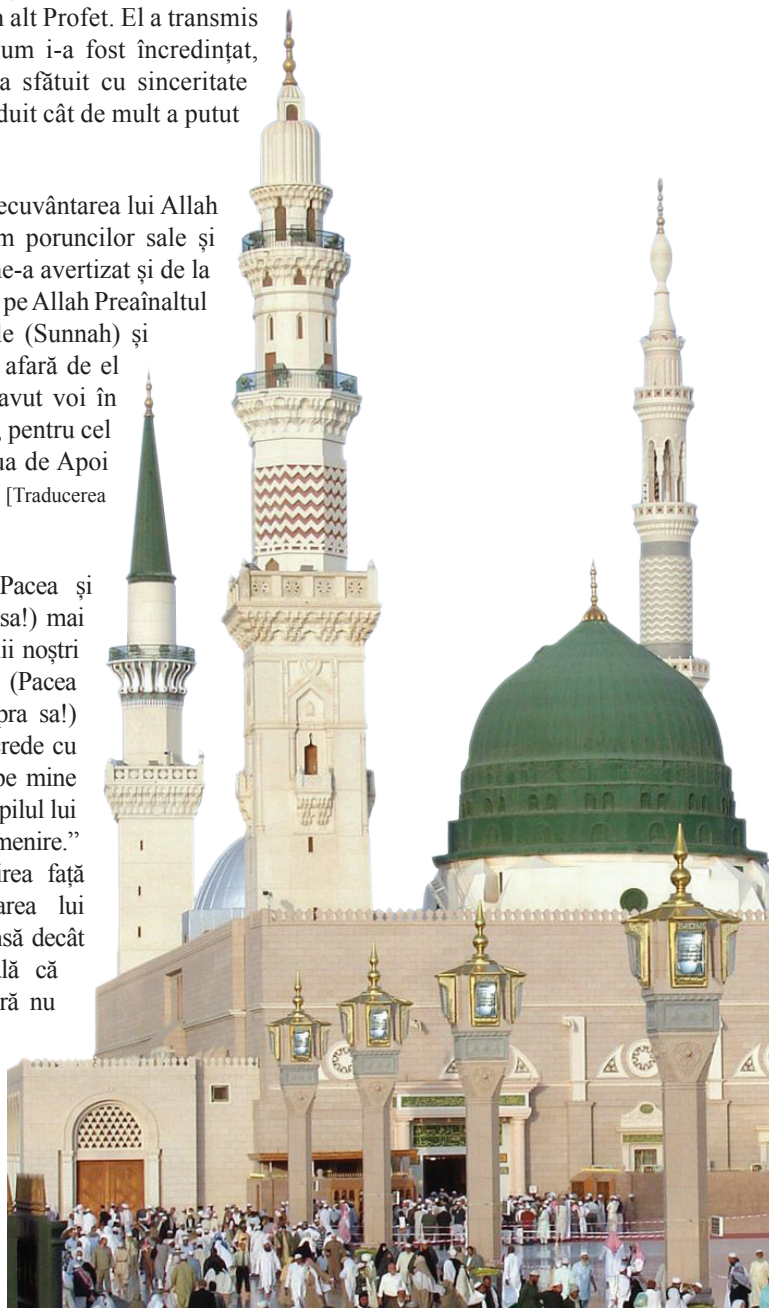 alt Profet. El a transmis
um i-a fost încredințat,
a sfătuit cu sinceritate
duit cât de mult a putut
ecuvântarea lui Allah
m poruncilor sale și
ne-a avertizat și de la
pe Allah Preaînaltul
le (Sunnah) și
afară de el
avut voi în
, pentru cel
ua de Apoi
[Traducerea
Pacea și
sa!) mai
ii noștri
(Pacea
pra sa!)
crede cu
pe mine
pilul lui
menire.”
irea față
area lui
nsă decât
lă că
ră nu